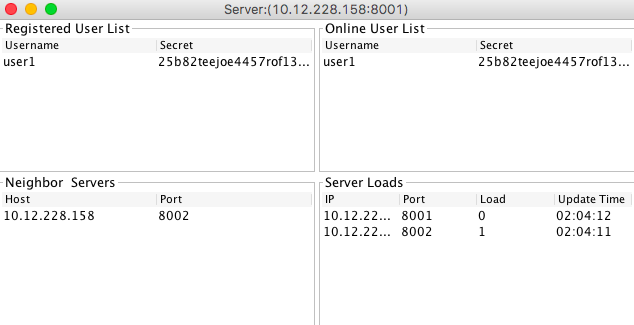 Server:(10.12.228.158:8001)
Registered User List
Username Secret
user1 25b82teejoe4457rof13...
Online User List
Username Secret
user1 25b82teejoe4457rof13...
Neighbor Servers
Host Port
10.12.228.158 8002
Server Loads
IP Port Load Update Time
10.12.22... 8001 0 02:04:12
10.12.22... 8002 1 02:04:11